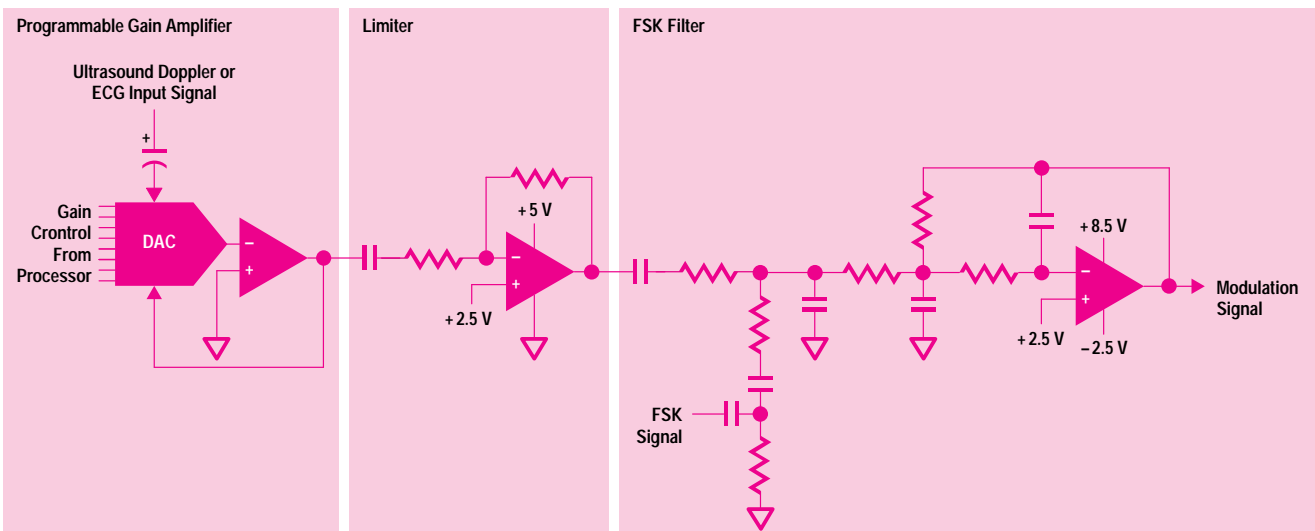 Programmable Gain Amplifier
Limiter
FSK Filter
Ultrasound Doppler or
ECG Input Signal
+
Gain
Crontrol
From
Processor
DAC
–
+
+ 5 V
–
+
+ 2.5 V
+ 8.5 V
–
+
+ 2.5 V
– 2.5 V
Modulation
Signal
FSK
Signal